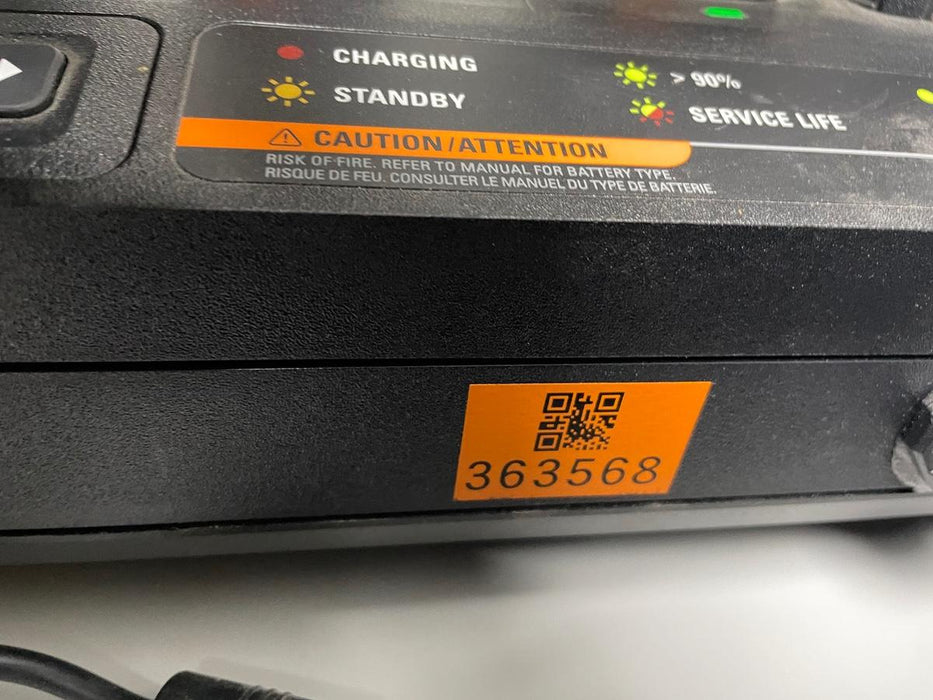 CHARGING
> 90%
STANDBY
SERVICE LIFE
CAUTION/ATTENTION
RISK OF FIRE. REFER TO MANUAL FOR BATTERY TYPE.
RISQUE DE FEU. CONSULTER LE MANUEL DU TYPE DE BATTERIE.
363568